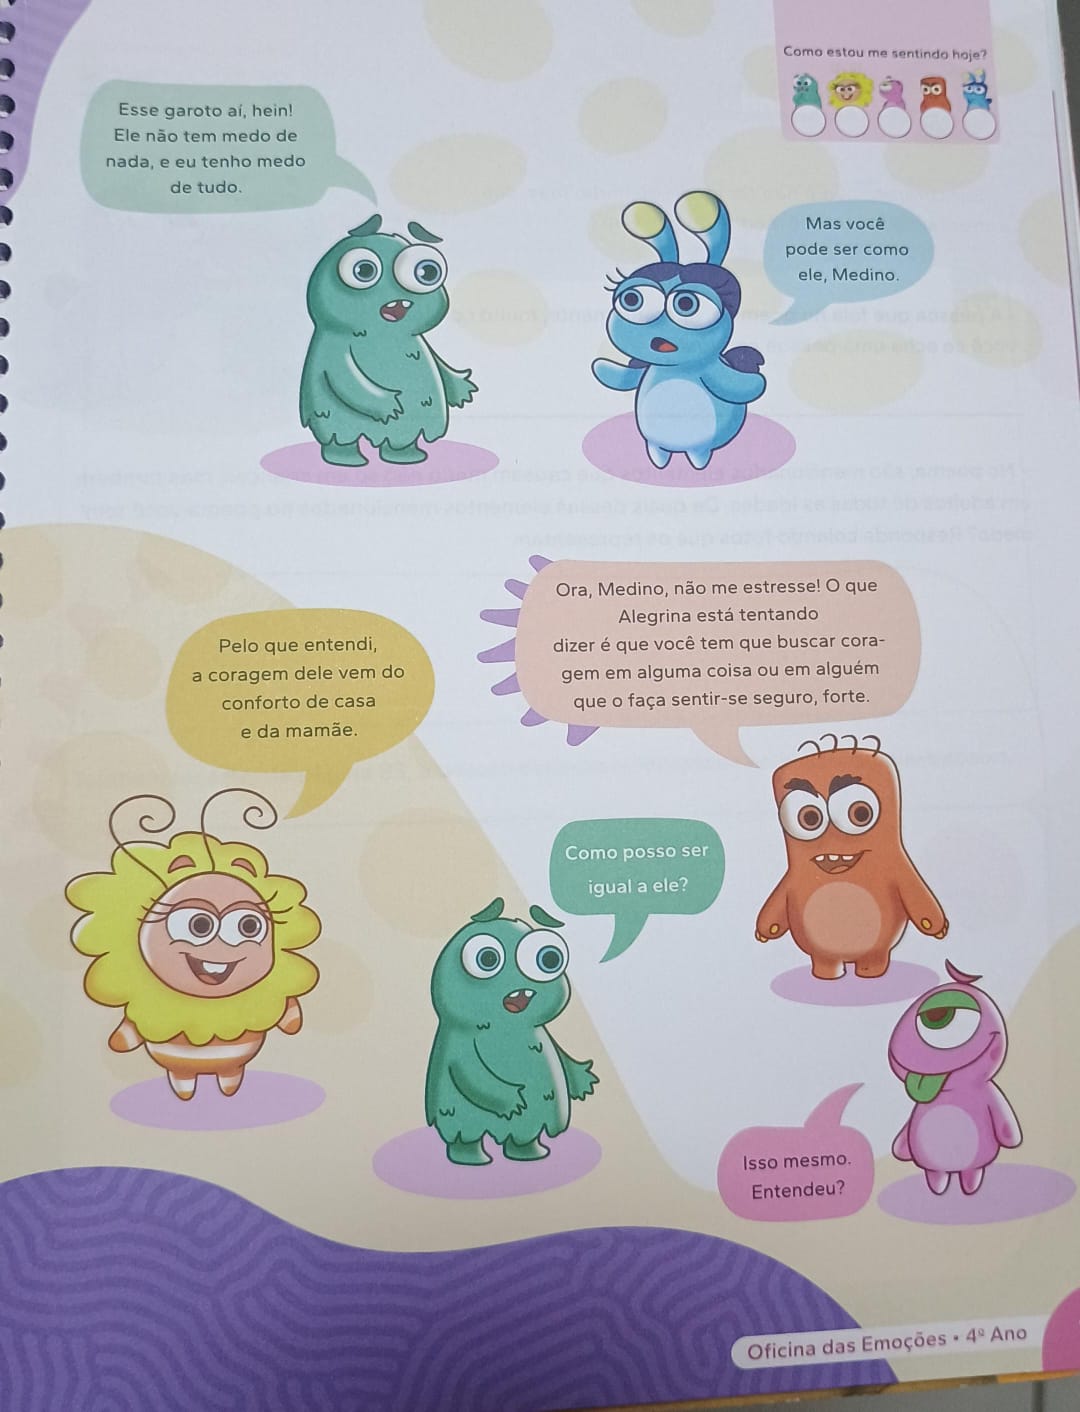 Como estou me sentindo hoje?
Esse garoto aí, hein!
Ele não tem medo de
nada, e eu tenho medo
de tudo.
Mas você
pode ser como
ele, Medino.
Pelo que entendi,
a coragem dele vem do
conforto de casa
e da mamãe.
Ora, Medino, não me estresse! O que
Alegrina está tentando
dizer é que você tem que buscar cora-
gem em alguma coisa ou em alguém
que o faça sentir-se seguro, forte.
Como posso ser
igual a ele?
Isso mesmo.
Entendeu?
Oficina das Emoções • 4º Ano